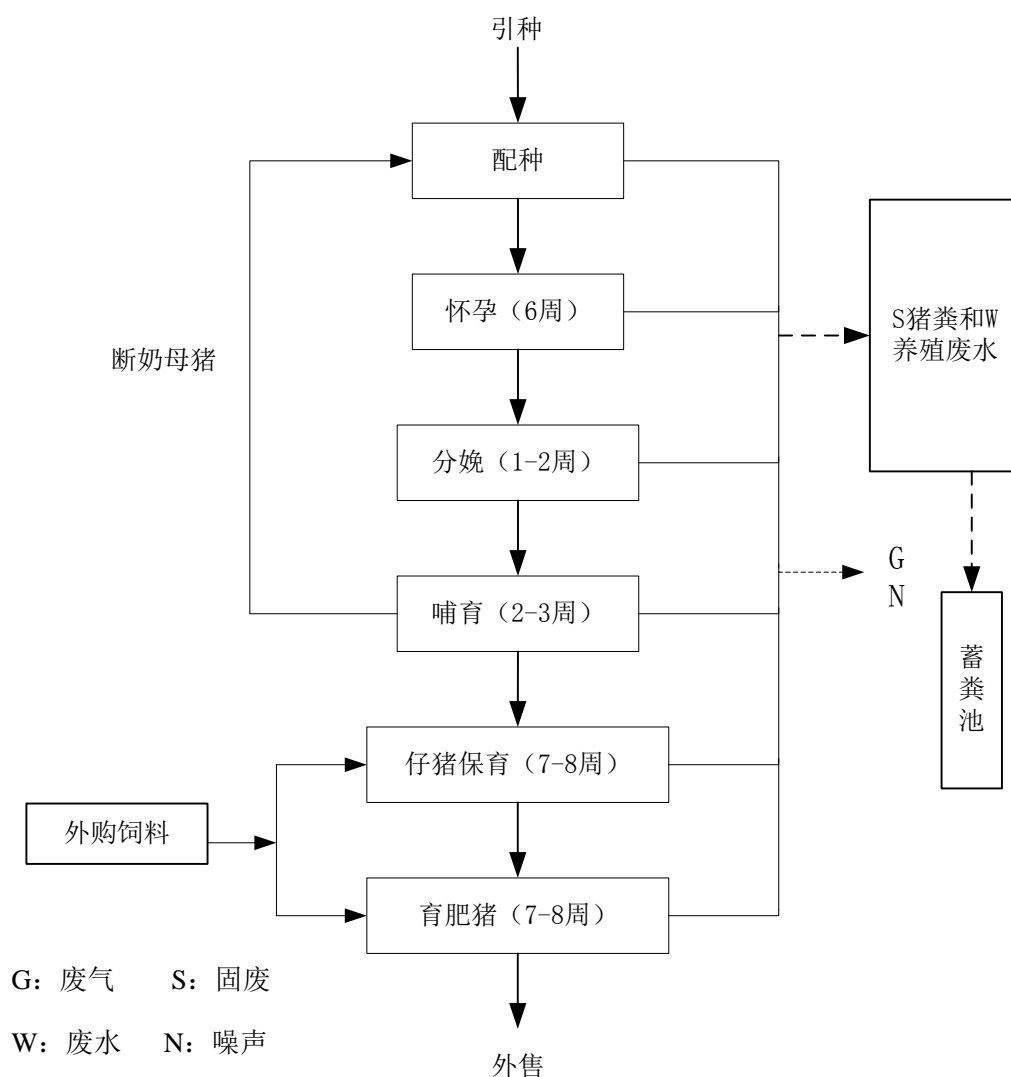 引种
配种
怀孕（6周）
S猪粪和W
养殖废水
断奶母猪
分娩（1-2周）
G
N
哺育（2-3周）
蓄粪池
仔猪保育（7-8周）
外购饲料
育肥猪（7-8周）
G：废气 S：固废
W：废水 N：噪声
外售